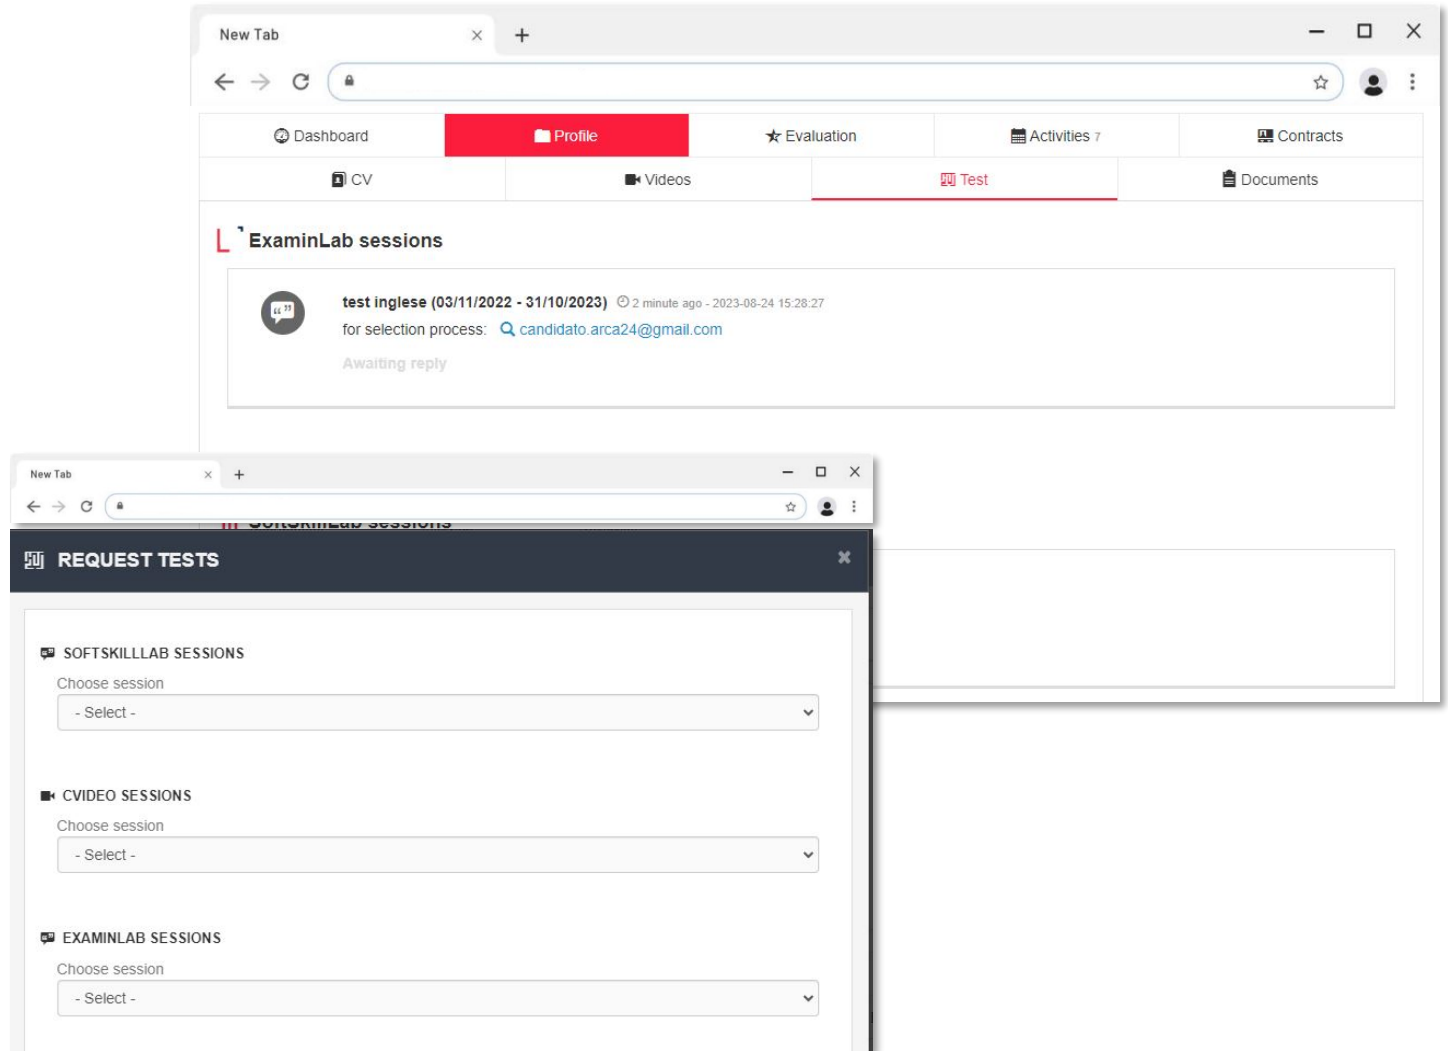 New Tab
Dashboard Profile Evaluation Activities 7 Contracts
CV Videos Test Documents
ExaminLab sessions
test inglese (03/11/2022 - 31/10/2023) 2 minute ago - 2023-08-24 15:28:27
for selection process: candidato.arca24@gmail.com
Awaiting reply
New Tab
SoftSkillLab sessions
REQUEST TESTS
SOFTSKILLLAB SESSIONS
Choose session
- Select -
CVIDEO SESSIONS
Choose session
- Select -
EXAMINLAB SESSIONS
Choose session
- Select -